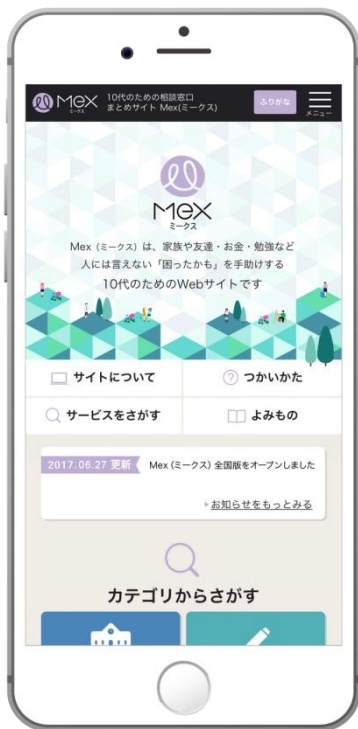 Mex
ミークス
10代のための相談窓口
まとめサイト Mex(ミークス)
ふりがな
メニュー
Mex
ミークス
Mex（ミークス）は、家族や友達・お金・勉強など
人には言えない「困ったかも」を手助けする
10代のためのWebサイトです
サイトについて
つかいかた
サービスをさがす
よみもの
2017.06.27 更新
Mex（ミークス）全国版をオープンしました
お知らせをもっとみる
カテゴリからさがす